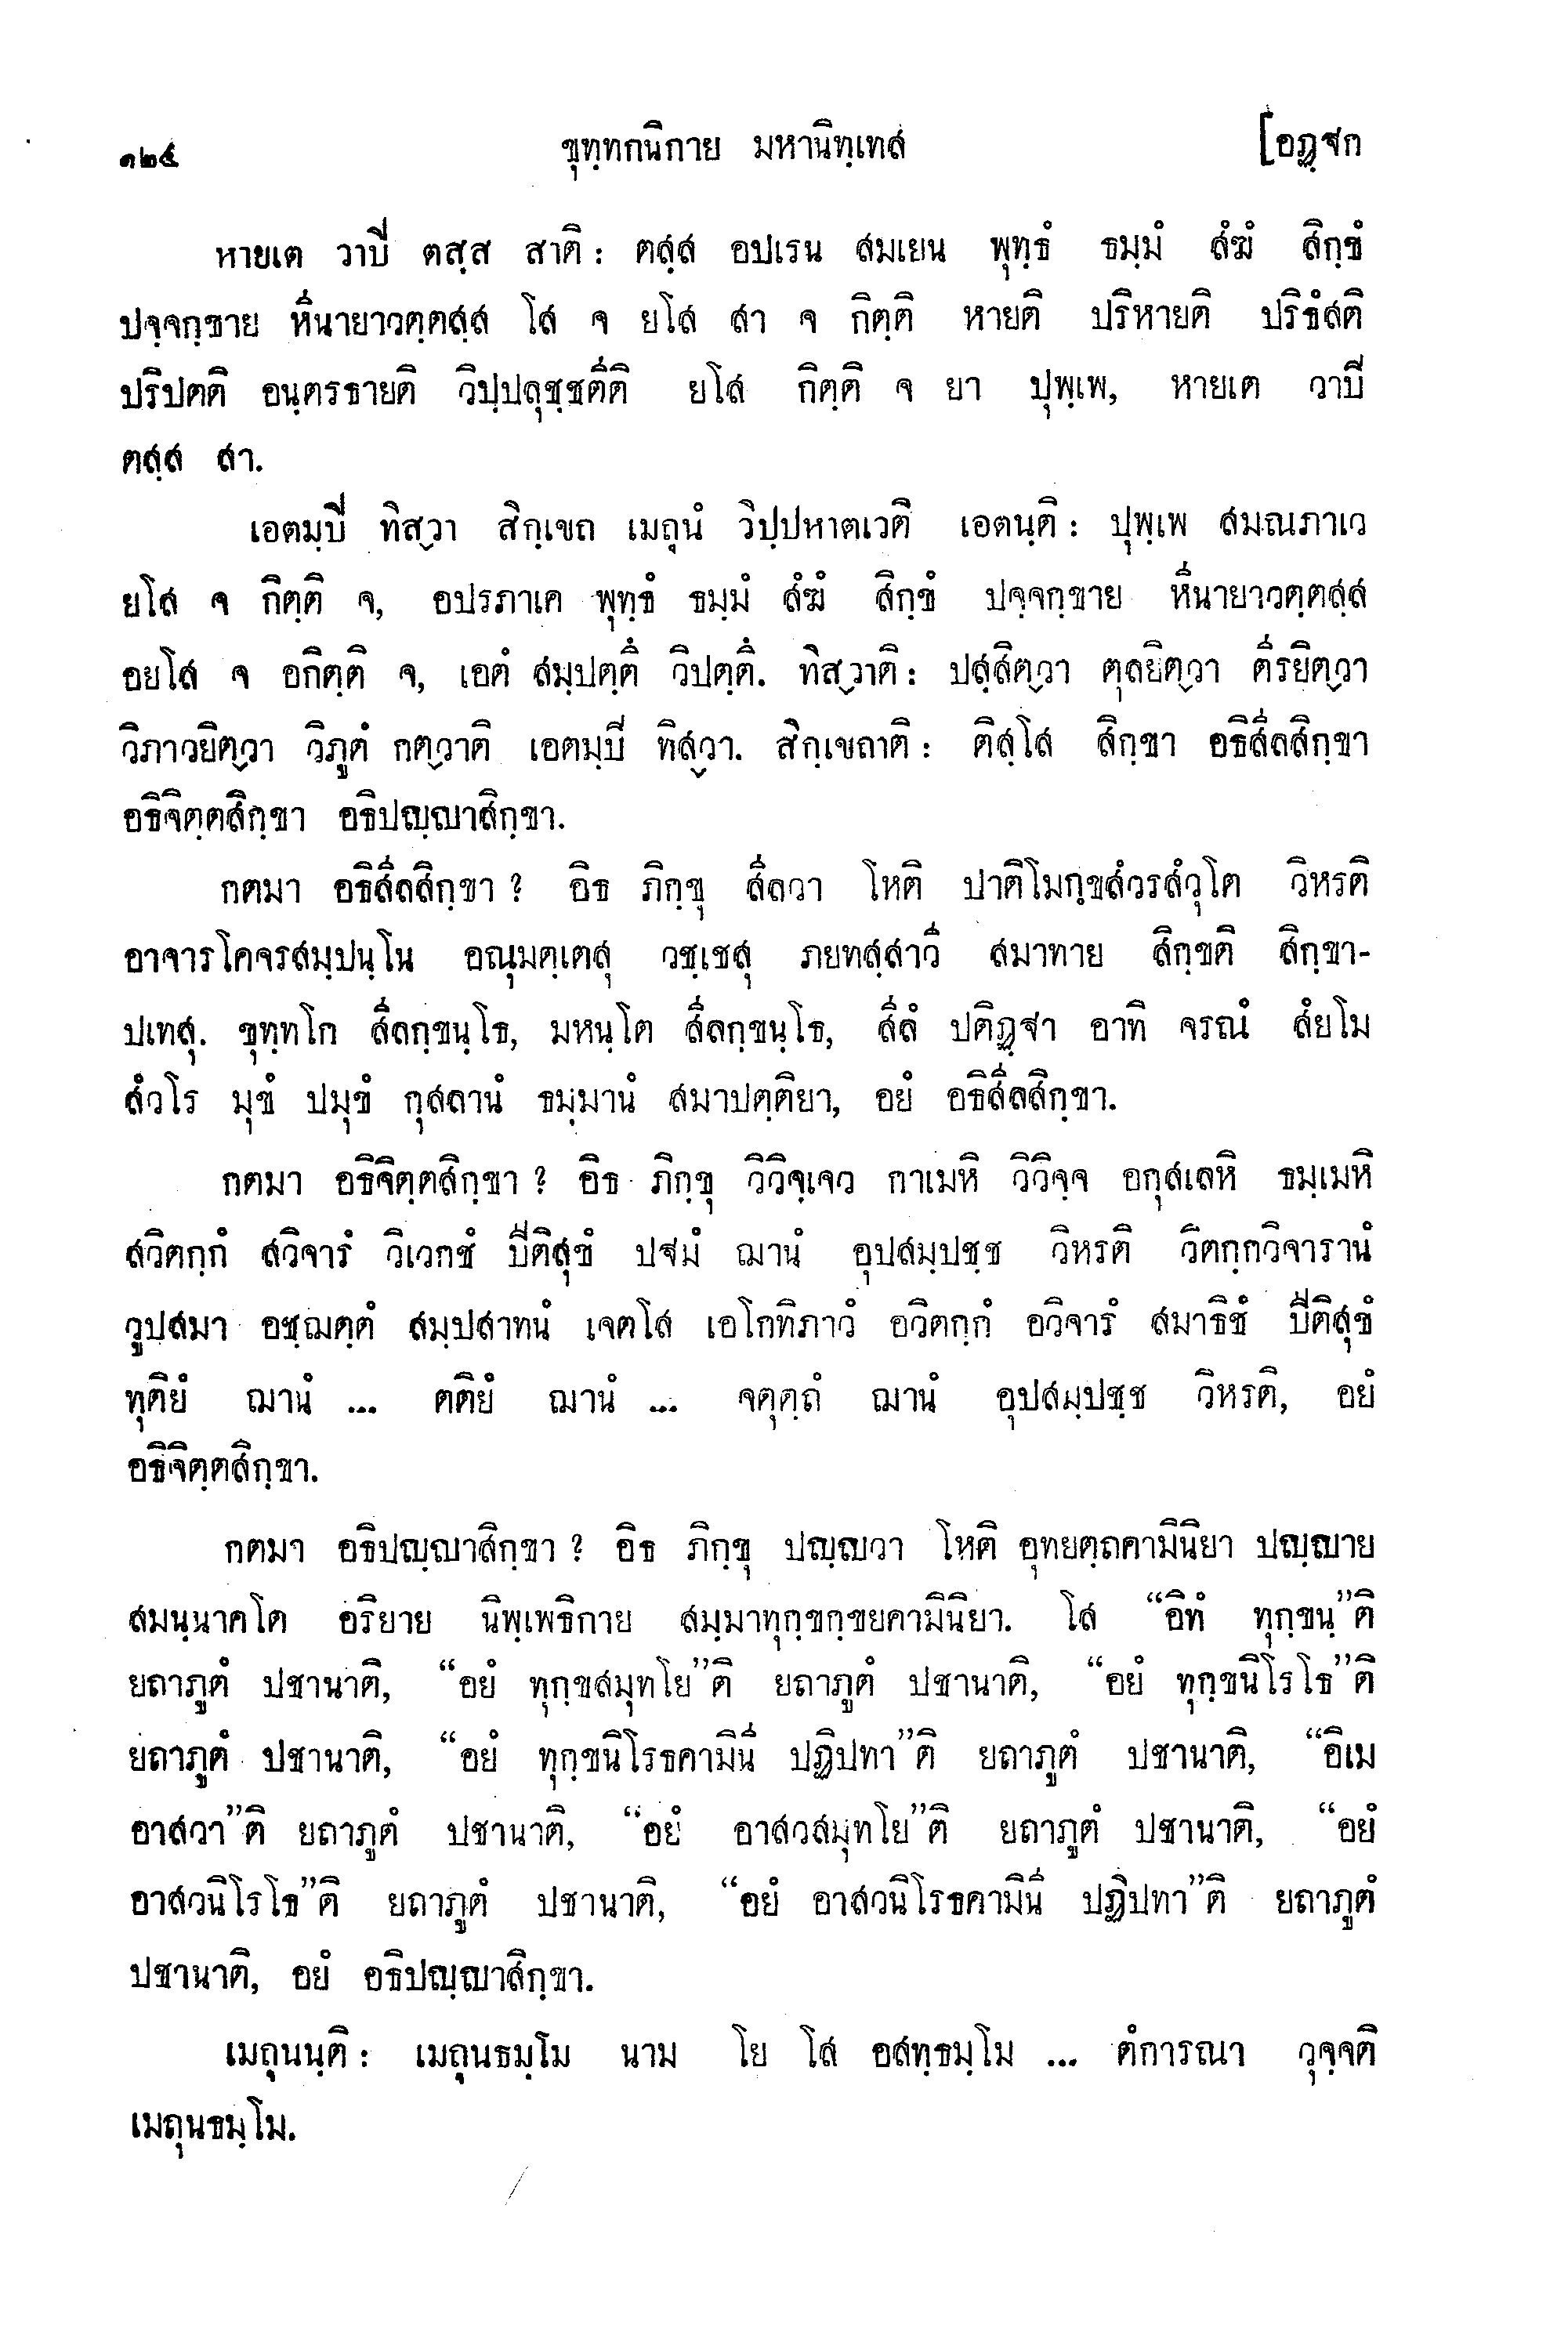 ๑๒๕ ขุทฺทกนิกาย มหานิทฺเทส [อฏฺฐก
หายเต วาปี ตสฺส สาติ: ตสฺส อปเรน สมเยน พุทฺธํ ธมฺมํ สํฆํ สิกฺขํ
ปจฺจกฺขาย หีนายาวตฺตสฺส โส จ ยโส สา จ กิตฺติ หายติ ปริหายติ ปริธํสติ
ปริปตติ อนฺตรธายติ วิปฺปลุชฺชตีติ ยโส กิตฺติ จ ยา ปุพฺเพ, หายเต วาปี
ตสฺส สา.
เอตมฺปี ทิสฺวา สิกฺเขถ เมถุนํ วิปฺปหาตเวติ เอตนฺติ: ปุพฺเพ สมณภาเว
ยโส จ กิตฺติ จ, อปรภาเค พุทฺธํ ธมฺมํ สํฆํ สิกฺขํ ปจฺจกฺขาย หีนายาวตฺตสฺส
อยโส จ อกิตฺติ จ, เอตํ สมฺปตฺตึ วิปตฺตึ. ทิสฺวาติ: ปสฺสิตฺวา ตุลยิตฺวา ตีรยิตฺวา
วิภาวยิตฺวา วิภูตํ กตฺวาติ เอตมฺปี ทิสฺวา. สิกฺเขถาติ: ติสฺโส สิกฺขา อธิสีลสิกฺขา
อธิจิตฺตสิกฺขา อธิปญฺญาสิกฺขา.
กตมา อธิสีลสิกฺขา? อิธ ภิกฺขุ สีลวา โหติ ปาติโมกฺขสํวรสํวุโต วิหรติ
อาจารโคจรสมฺปนฺโน อณุมตฺเตสุ วชฺเชสุ ภยทสฺสาวี สมาทาย สิกฺขติ สิกฺขา-
ปเทสุ. ขุทฺทโก สีลกฺขนฺโธ, มหนฺโต สีลกฺขนฺโธ, สีลํ ปติฏฺฐา อาทิ จรณํ สํยโม
สํวโร มุขํ ปมุขํ กุสลานํ ธมฺมานํ สมาปตฺติยา, อยํ อธิสีลสิกฺขา.
กตมา อธิจิตฺตสิกฺขา? อิธ ภิกฺขุ วิวิจฺเจว กาเมหิ วิวิจฺจ อกุสเลหิ ธมฺเมหิ
สวิตกฺกํ สวิจารํ วิเวกชํ ปีติสุขํ ปฐมํ ฌานํ อุปสมฺปชฺช วิหรติ วิตกฺกวิจารานํ
วูปสมา อชฺฌตฺตํ สมฺปสาทนํ เจตโส เอโกทิภาวํ อวิตกฺกํ อวิจารํ สมาธิชํ ปีติสุขํ
ทุติยํ ฌานํ ... ตติยํ ฌานํ ... จตุตฺถํ ฌานํ อุปสมฺปชฺช วิหรติ, อยํ
อธิจิตฺตสิกฺขา.
กตมา อธิปญฺญาสิกฺขา? อิธ ภิกฺขุ ปญฺญวา โหติ อุทยตฺถคามินิยา ปญฺญาย
สมนฺนาคโต อริยาย นิพฺเพธิกาย สมฺมาทุกฺขกฺขยคามินิยา. โส “อิทํ ทุกฺขนฺ”ติ
ยถาภูตํ ปชานาติ, “อยํ ทุกฺขสมุทโย”ติ ยถาภูตํ ปชานาติ, “อยํ ทุกฺขนิโรโธ”ติ
ยถาภูตํ ปชานาติ, “อยํ ทุกฺขนิโรธคามินี ปฏิปทา”ติ ยถาภูตํ ปชานาติ, “อิเม
อาสวา”ติ ยถาภูตํ ปชานาติ, “อยํ อาสวสมุทโย”ติ ยถาภูตํ ปชานาติ, “อยํ
อาสวนิโรโธ”ติ ยถาภูตํ ปชานาติ, “อยํ อาสวนิโรธคามินี ปฏิปทา”ติ ยถาภูตํ
ปชานาติ, อยํ อธิปญฺญาสิกฺขา.
เมถุนนฺติ: เมถุนธมฺโม นาม โย โส อสทฺธมฺโม ... ตํการณา วุจฺจติ
เมถุนธมฺโม.